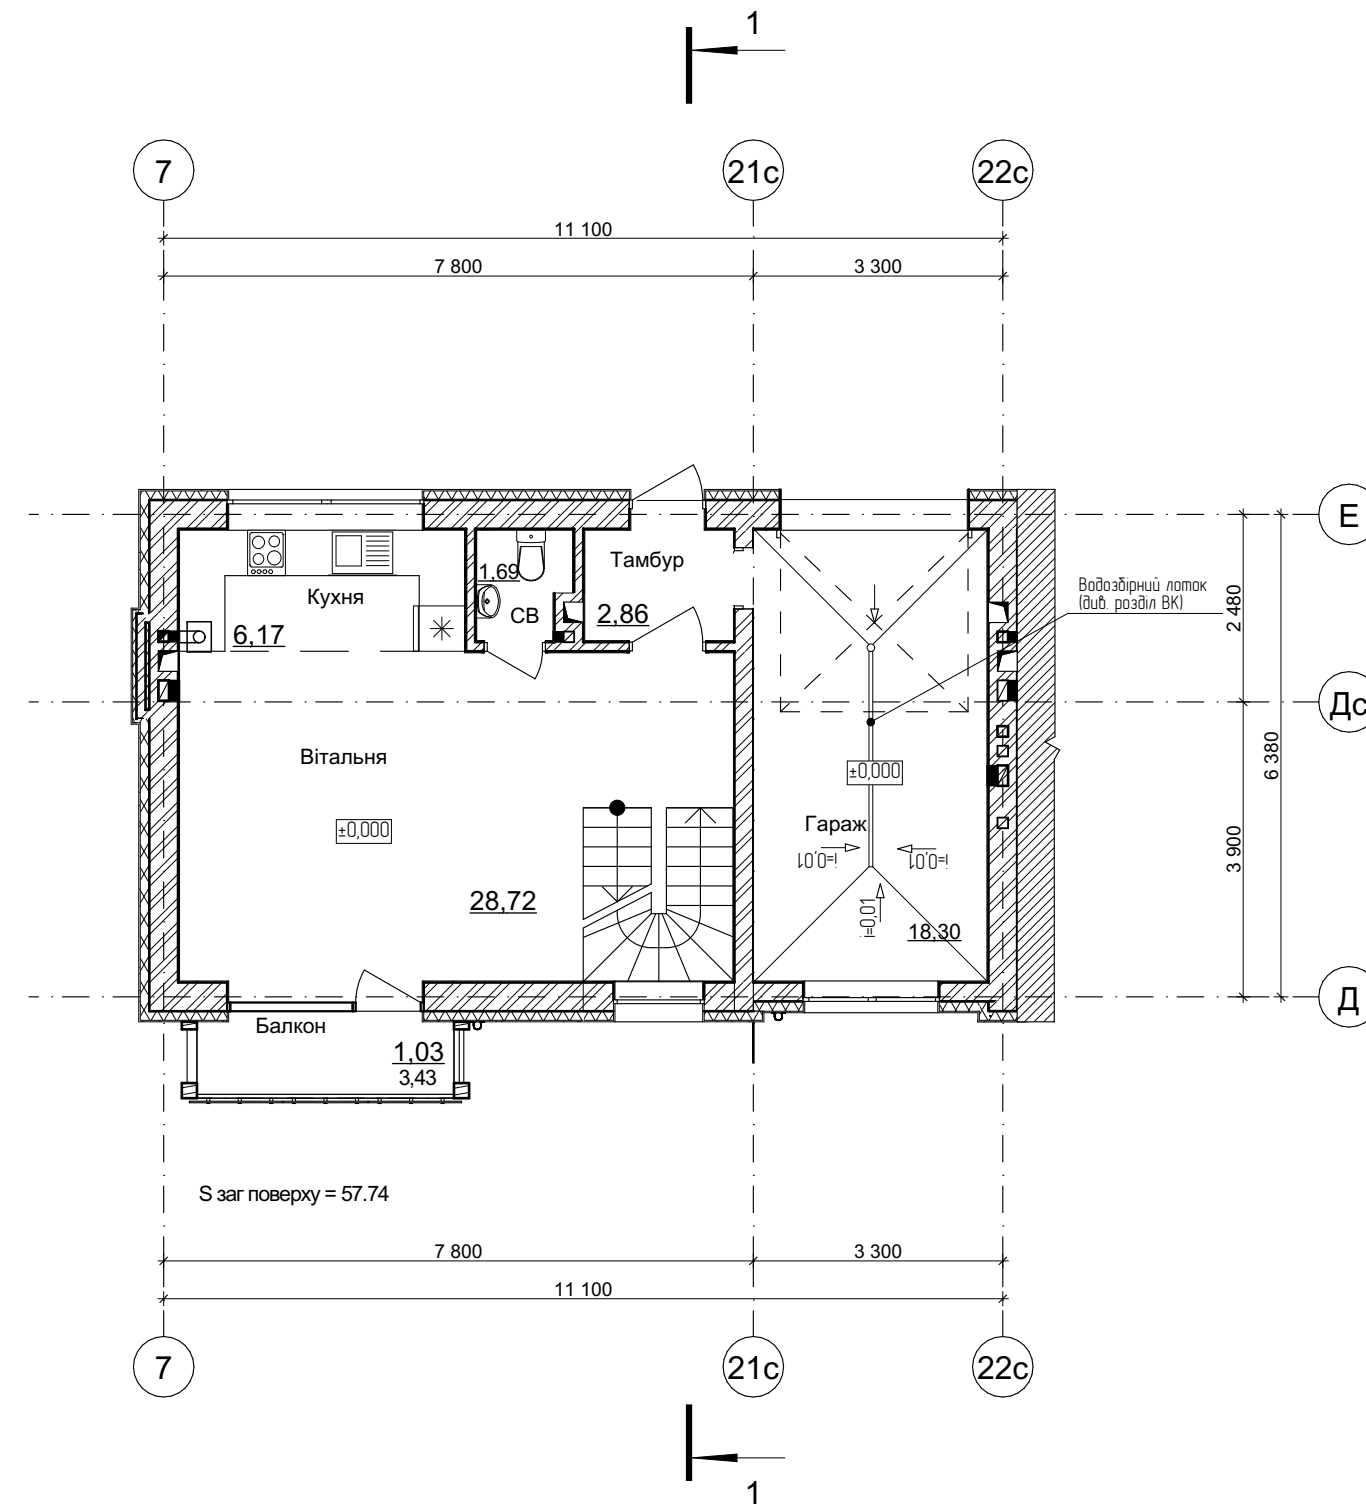 1
7
21с
22с
11 100
7 800
3 300
Е
Тамбур
1,69
Кухня
СВ
2,86
6,17
Водозбірний лоток
(див. розділ ВК)
2 480
Дс
Вітальня
±0,000
6 380
±0,000
Гараж
i=0,01
i=0,01
3 900
28,72
i=0,01
18,30
Д
Балкон
1,03
3,43
S заг поверху = 57.74
7 800
3 300
11 100
7
21с
22с
1